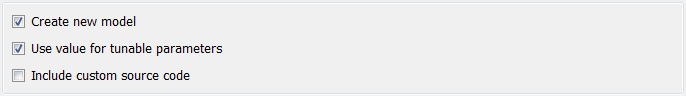 Create new model
Use value for tunable parameters
Include custom source code